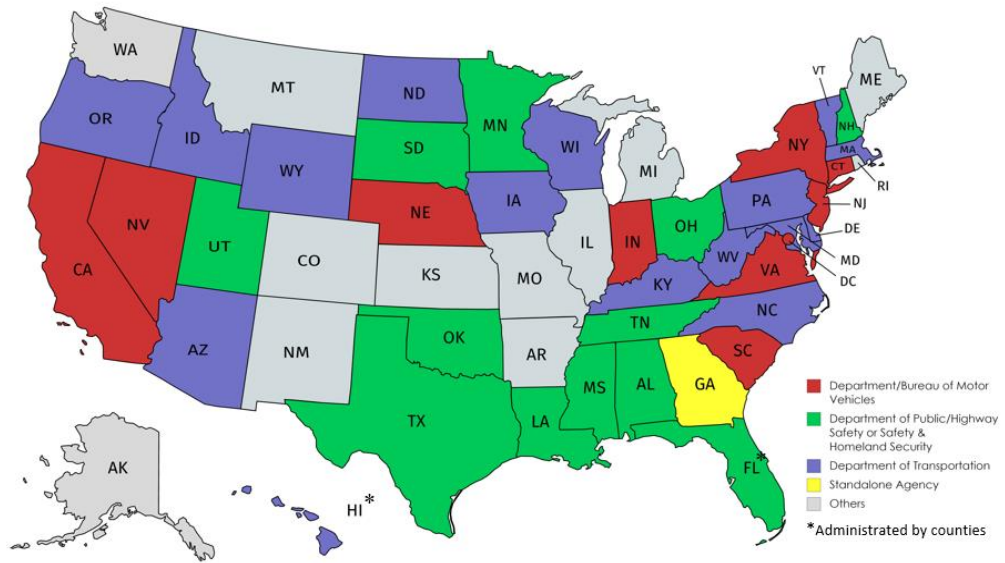 WA
MT
ND
MN
ME
VT
OR
ID
SD
WI
NH
NY
MA
WY
MI
CT
RI
IA
PA
NJ
NE
NV
OH
DE
UT
IL
IN
WV
MD
CA
CO
VA
DC
KS
MO
KY
NC
TN
AZ
OK
NM
AR
SC
MS
AL
GA
TX
LA
FL*
AK
HI*
Department/Bureau of Motor
Vehicles
Department of Public/Highway
Safety or Safety &
Homeland Security
Department of Transportation
Standalone Agency
Others
*Administrated by counties